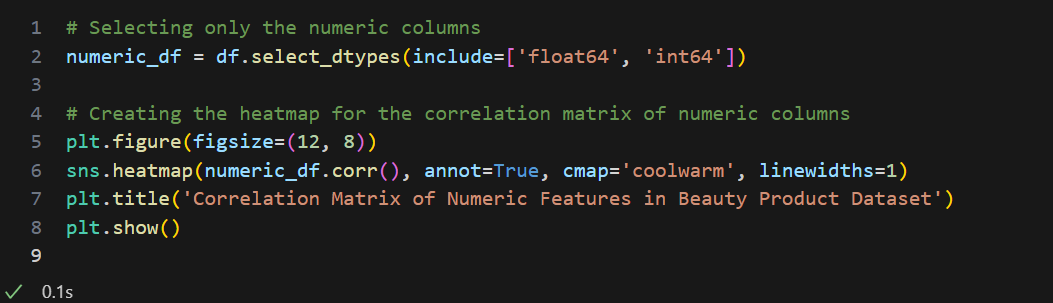 1 # Selecting only the numeric columns
2 numeric_df = df.select_dtypes(include=['float64', 'int64'])
3
4 # Creating the heatmap for the correlation matrix of numeric columns
5 plt.figure(figsize=(12, 8))
6 sns.heatmap(numeric_df.corr(), annot=True, cmap='coolwarm', linewidths=1)
7 plt.title('Correlation Matrix of Numeric Features in Beauty Product Dataset')
8 plt.show()
9
0.1s